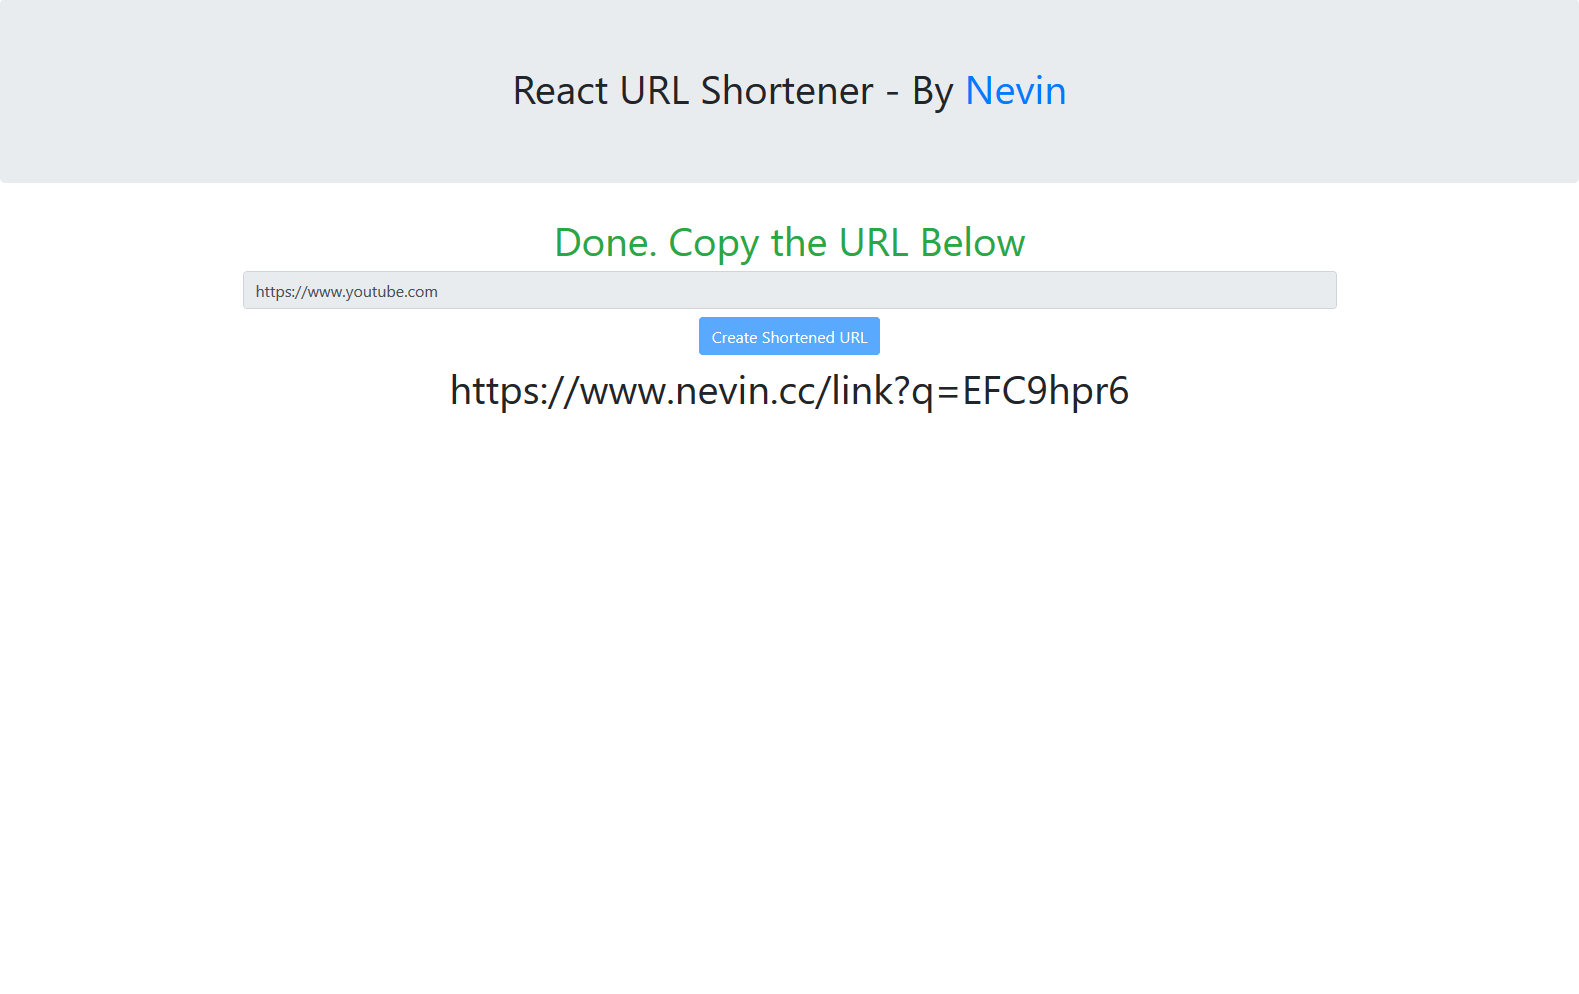 React URL Shortener - By Nevin
Done. Copy the URL Below
https://www.youtube.com
Create Shortened URL
https://www.nevin.cc/link?q=EFC9hpr6